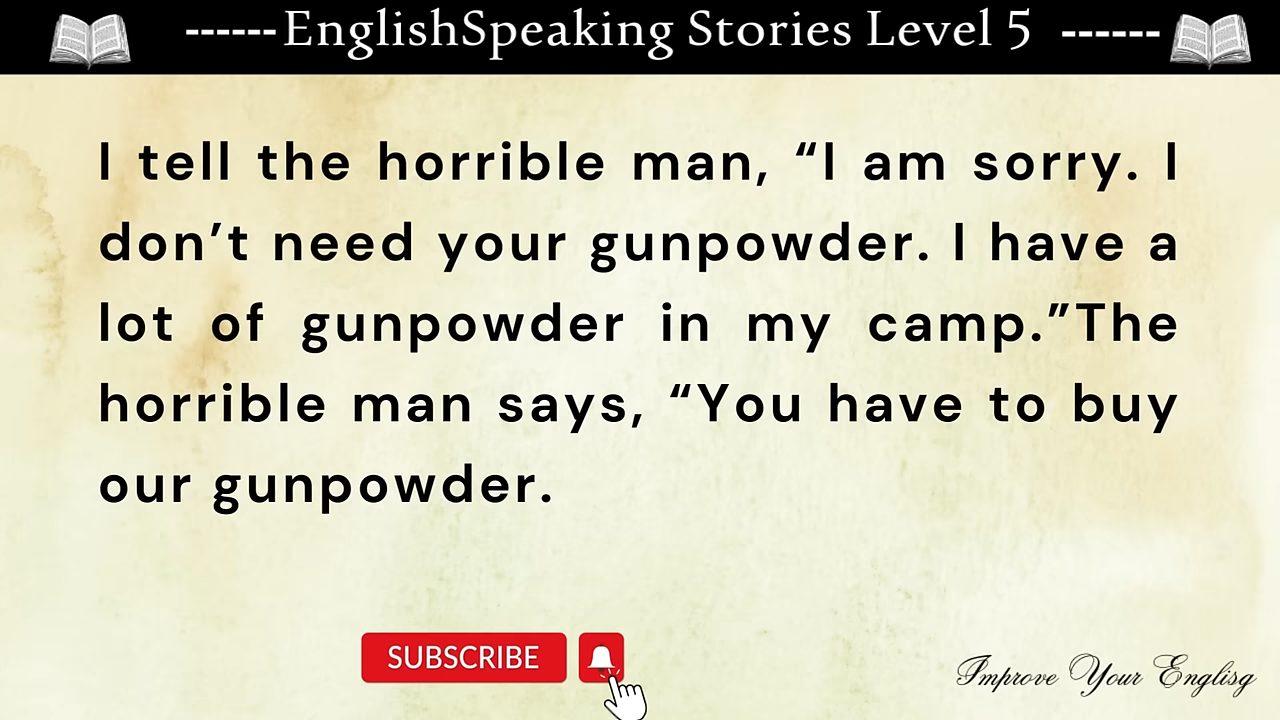 ------EnglishSpeaking Stories Level 5 ------
I tell the horrible man, “I am sorry. I
don’t need your gunpowder. I have a
lot of gunpowder in my camp.”The
horrible man says, “You have to buy
our gunpowder.
SUBSCRIBE
Improve Your Englisg